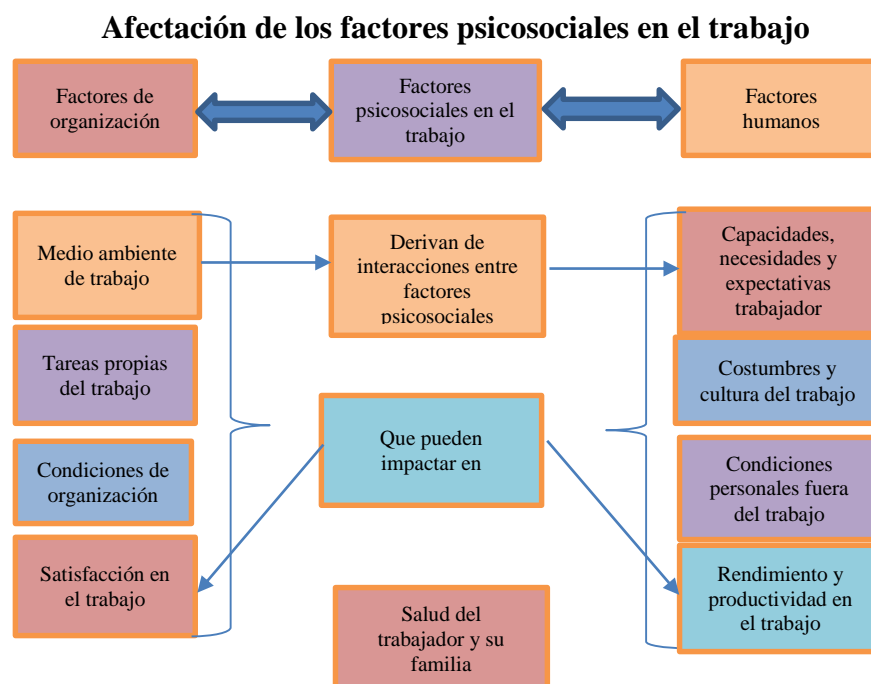 Afectación de los factores psicosociales en el trabajo
Factores de
organización
Factores
psicosociales en el
trabajo
Factores
humanos
Medio ambiente
de trabajo
Derivan de
interacciones entre
factores
psicosociales
Capacidades,
necesidades y
expectativas
trabajador
Tareas propias
del trabajo
Costumbres y
cultura del trabajo
Que pueden
impactar en
Condiciones de
organización
Condiciones
personales fuera
del trabajo
Satisfacción en
el trabajo
Rendimiento y
productividad en
el trabajo
Salud del
trabajador y su
familia